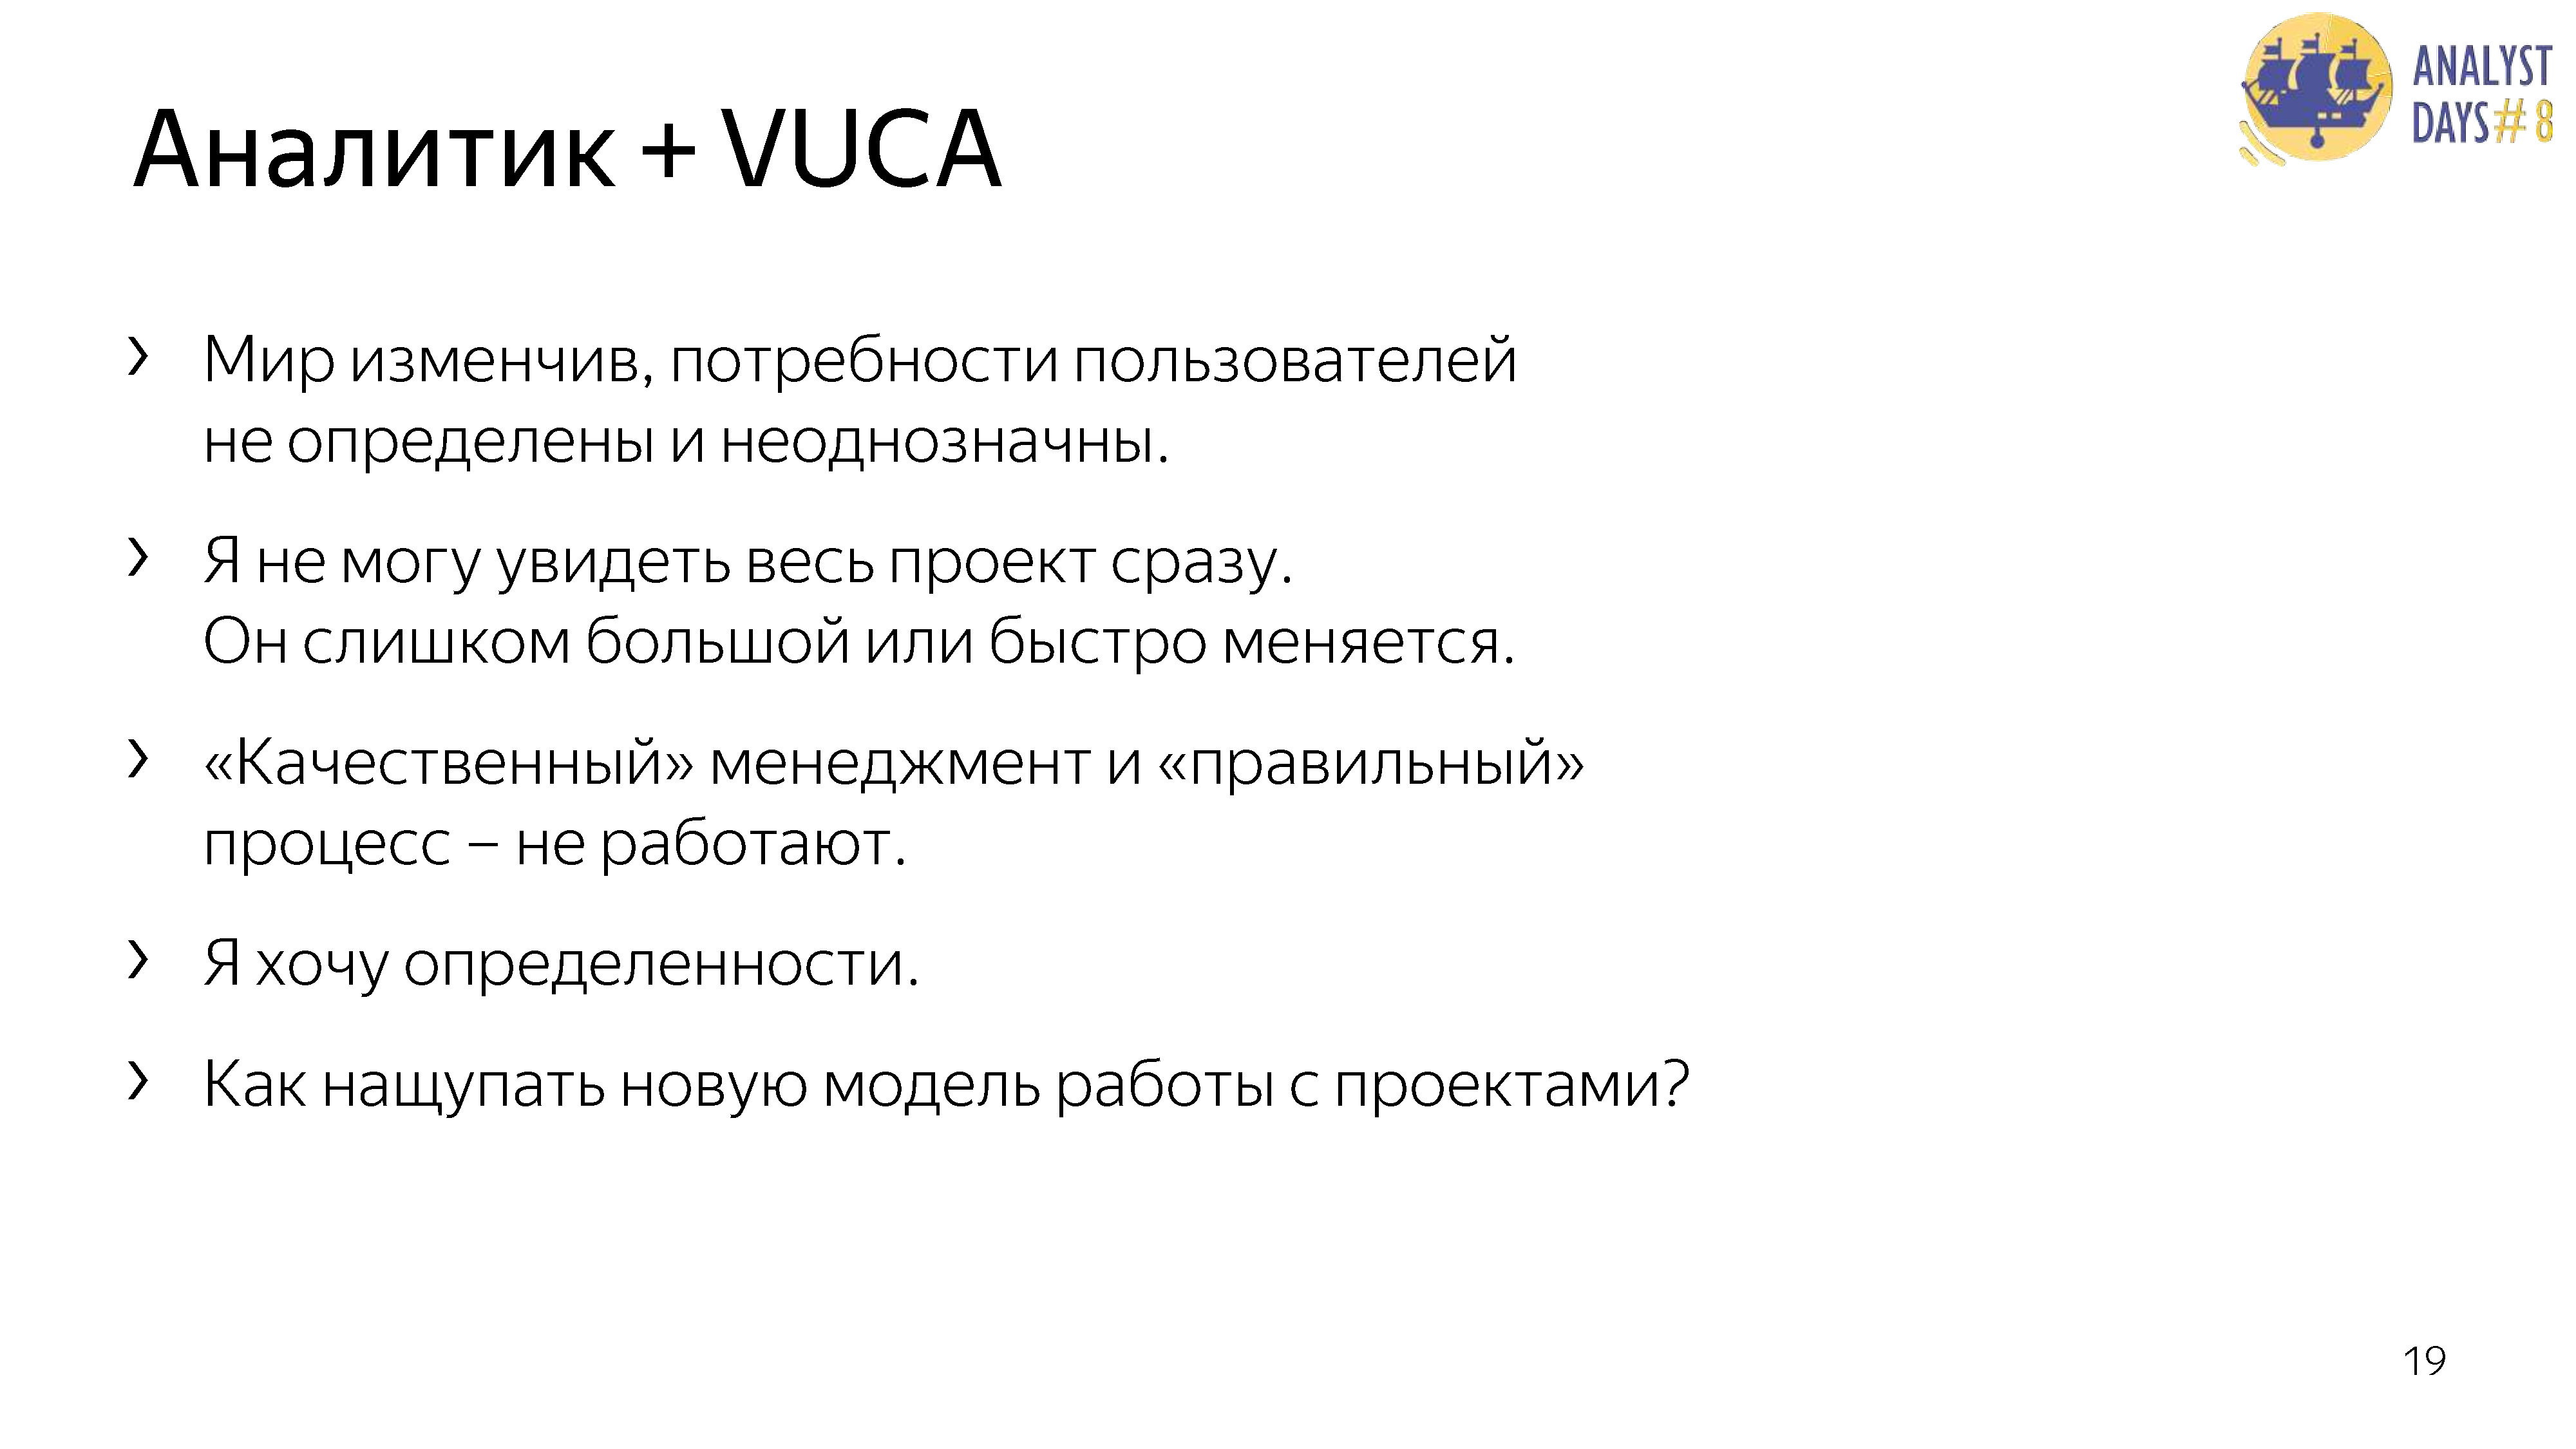 ANALYST
DAYS#8
Аналитик + VUCA
› Мир изменчив, потребности пользователей
не определены и неоднозначны.
› Я не могу увидеть весь проект сразу.
Он слишком большой или быстро меняется.
› «Качественный» менеджмент и «правильный»
процесс – не работают.
› Я хочу определенности.
› Как нащупать новую модель работы с проектами?
19